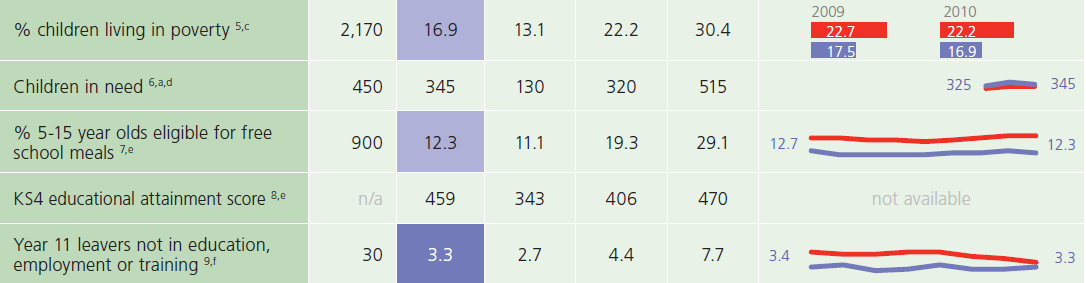 2009 2010
% children living in poverty 5,c 2,170 16.9 13.1 22.2 30.4 22.7 22.2
17.5 16.9
Children in need 6,a,d 450 345 130 320 515 325 345
% 5-15 year olds eligible for free
school meals 7,e 900 12.3 11.1 19.3 29.1 12.7 12.3
KS4 educational attainment score 8,e n/a 459 343 406 470 not available
Year 11 leavers not in education,
employment or training 9,f 30 3.3 2.7 4.4 7.7 3.4 3.3